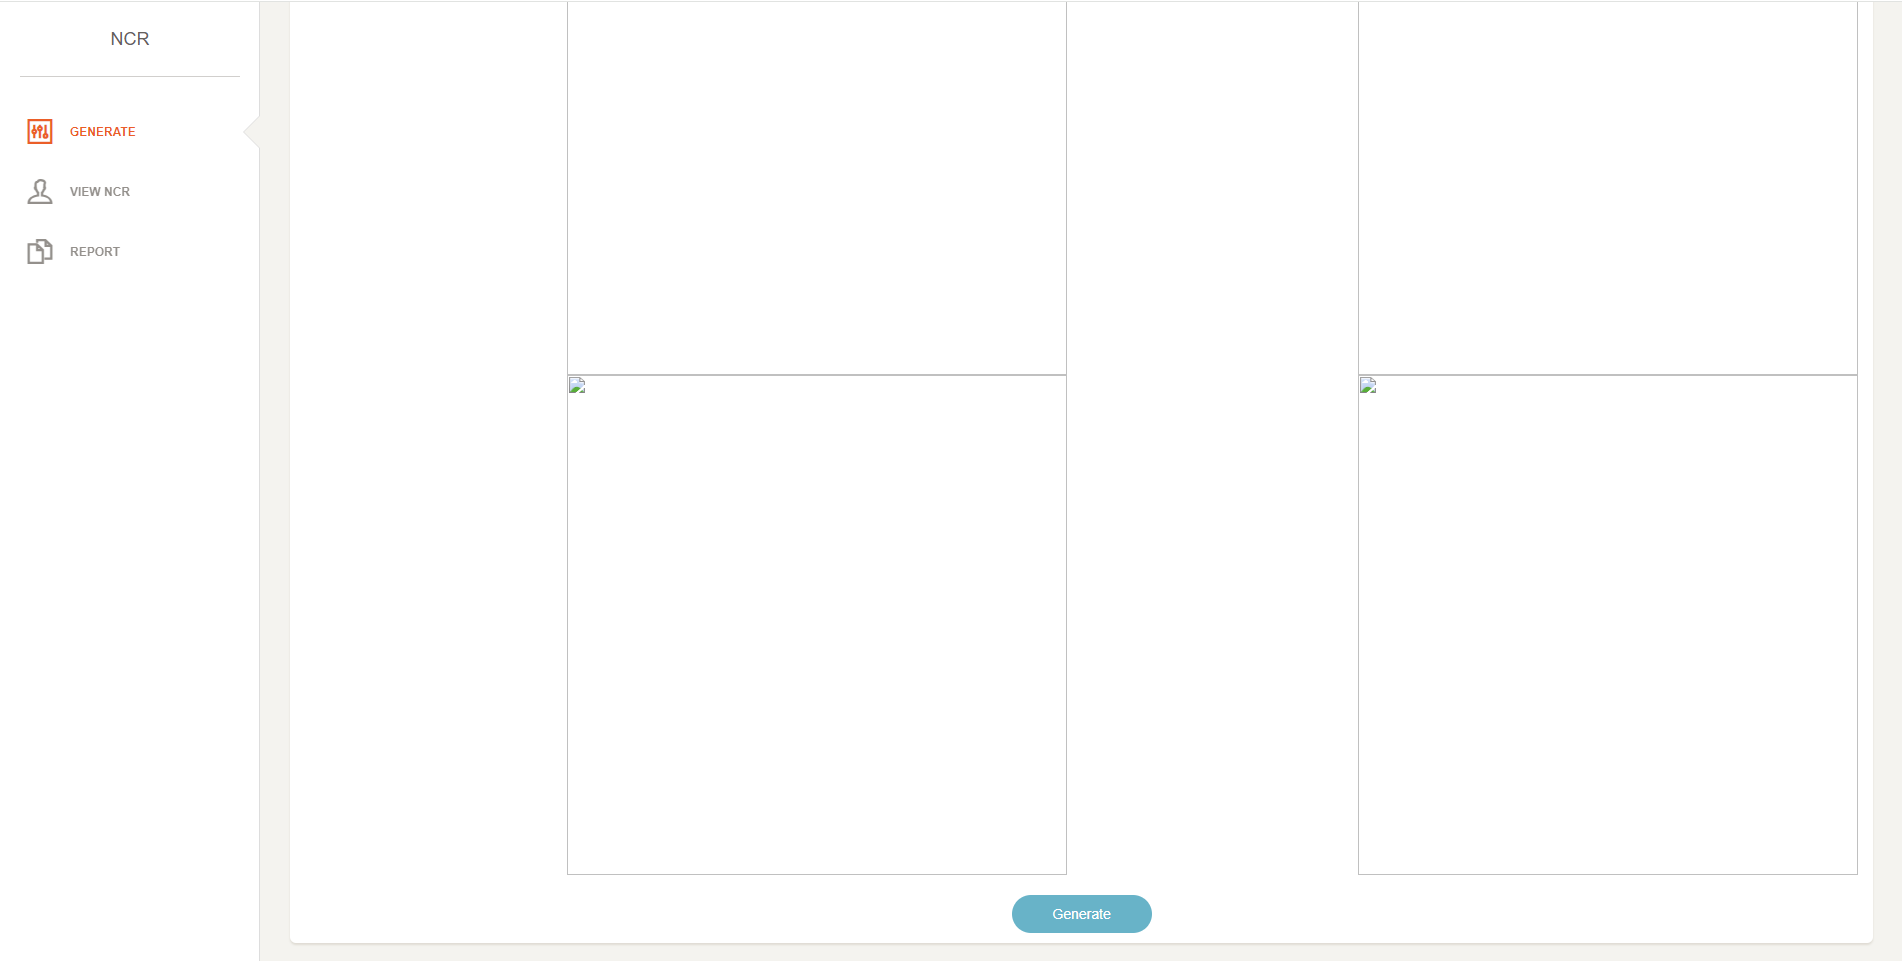 NCR
GENERATE
VIEW NCR
REPORT
Generate